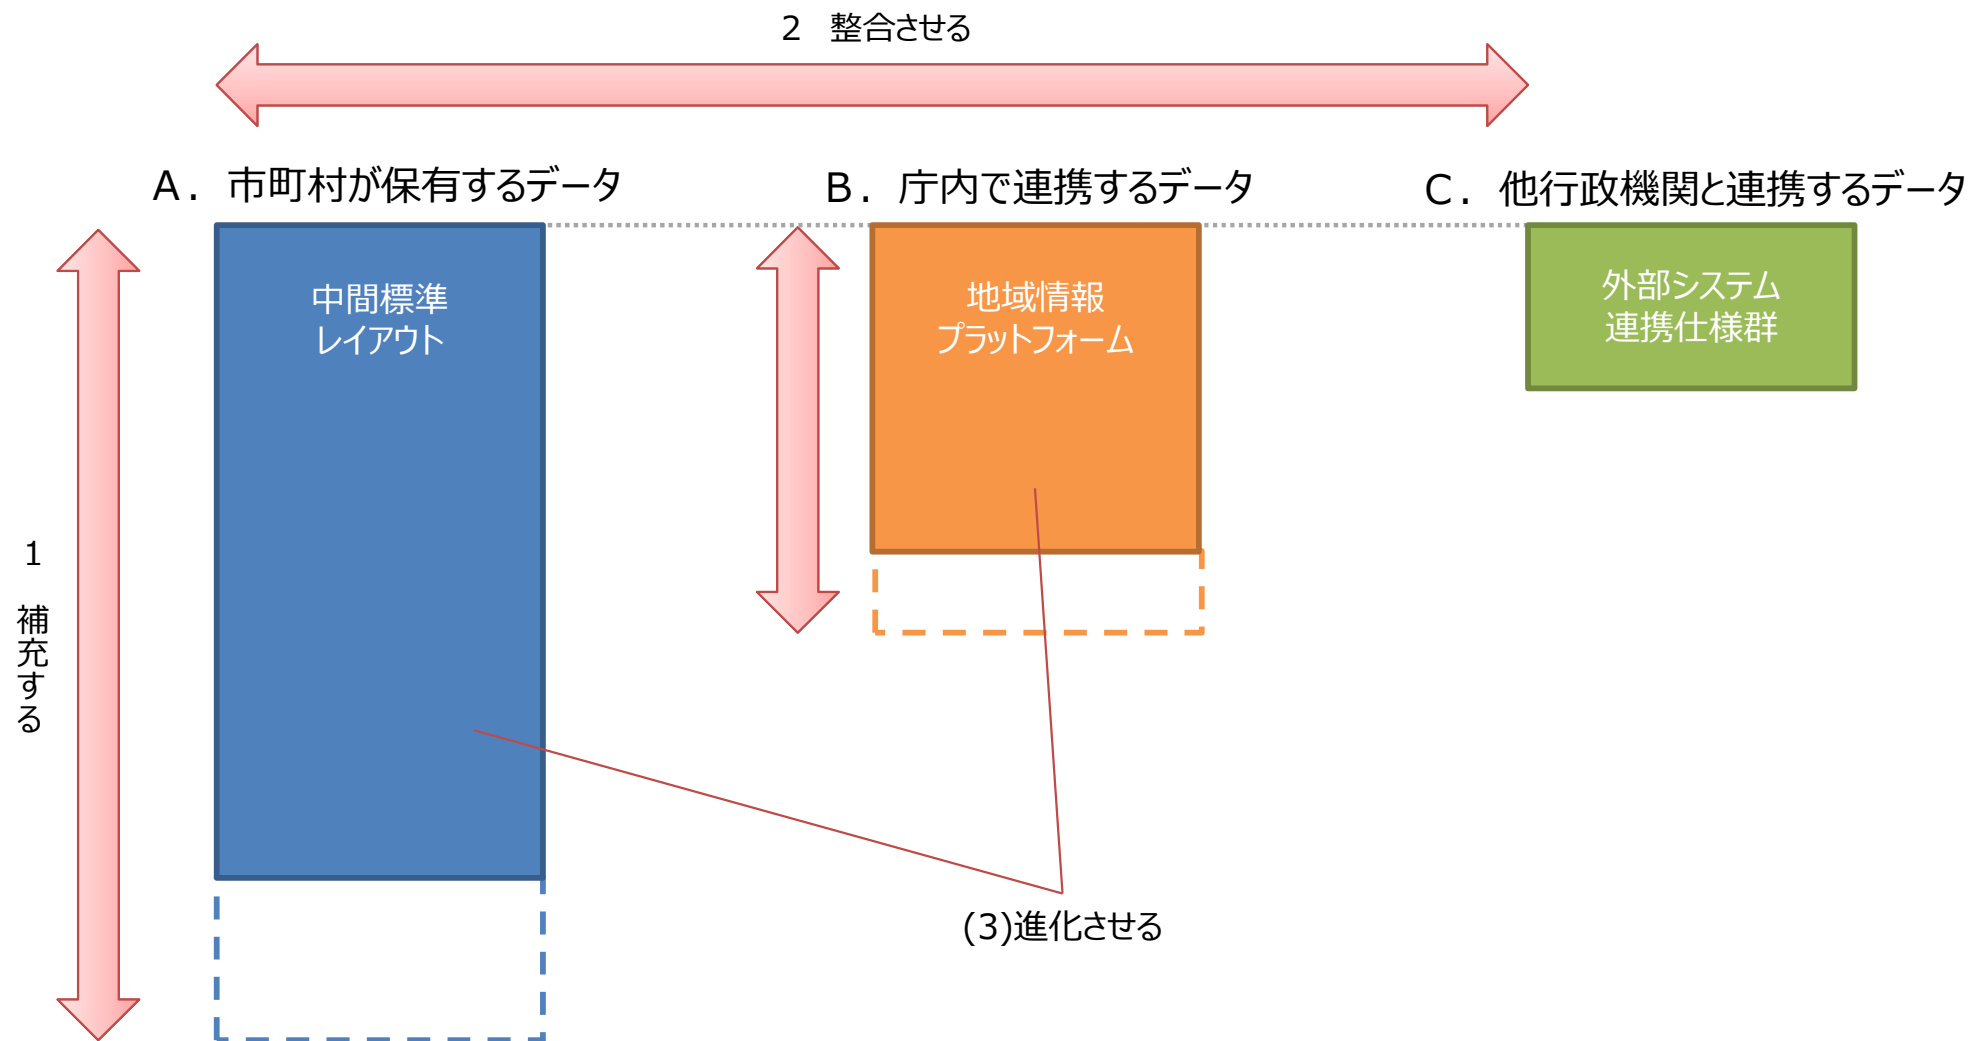 2　整合させる
A．市町村が保有するデータ
B．庁内で連携するデータ
C．他行政機関と連携するデータ
中間標準
レイアウト
地域情報
プラットフォーム
外部システム
連携仕様群
1　補充する
(3)進化させる